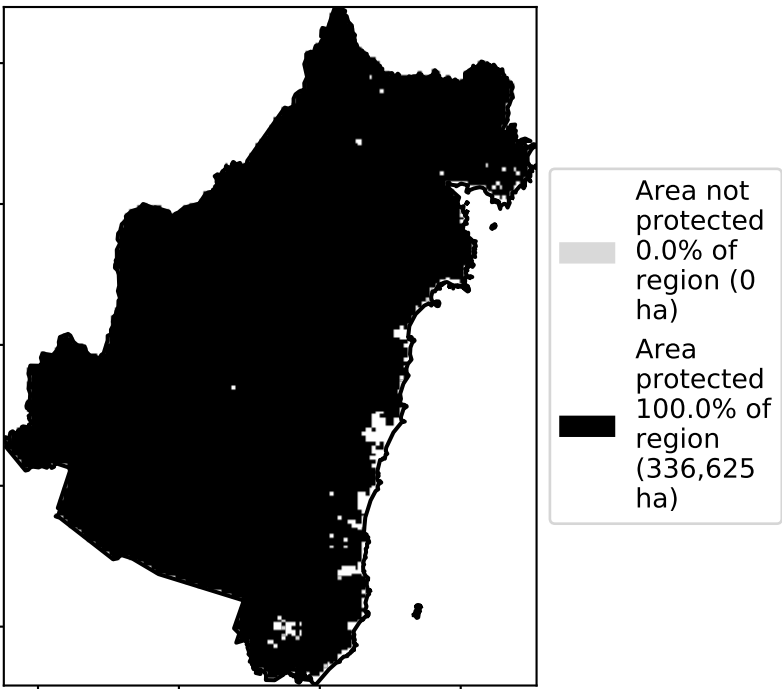 Area not
protected
0.0% of
region (0
ha)
Area
protected
100.0% of
region
(336,625
ha)